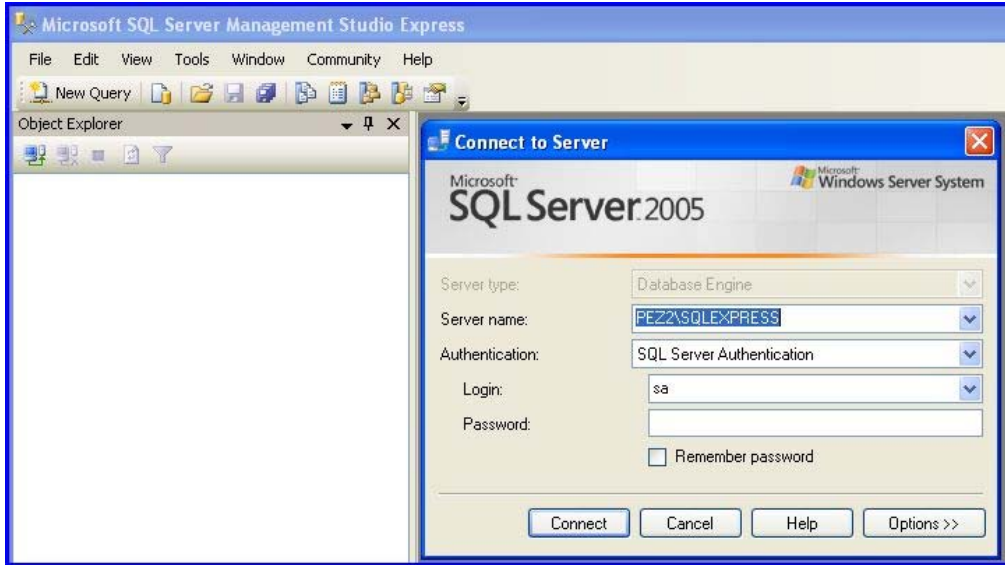 Microsoft SQL Server Management Studio Express
File Edit View Tools Window Community Help
New Query
Object Explorer
Connect to Server
Microsoft
SQL Server 2005
Microsoft
Windows Server System
Server type: Database Engine
Server name: PEZ2\SQLEXPRESS
Authentication: SQL Server Authentication
Login: sa
Password:
Remember password
Connect Cancel Help Options >>